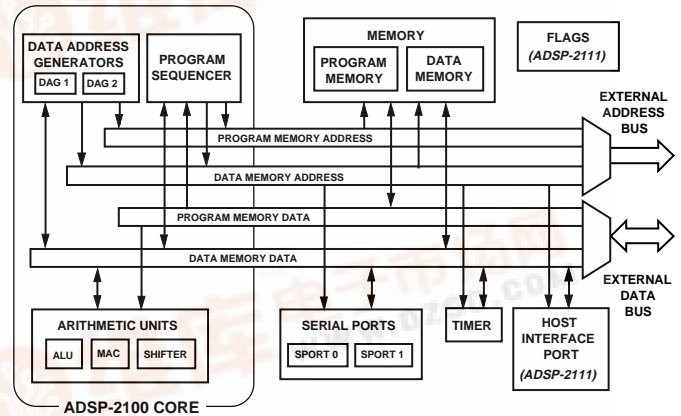 DATA ADDRESS
GENERATORS
DAG 1
DAG 2
PROGRAM
SEQUENCER
MEMORY
PROGRAM
MEMORY
DATA
MEMORY
FLAGS
(ADSP-2111)
EXTERNAL
ADDRESS
BUS
PROGRAM MEMORY ADDRESS
DATA MEMORY ADDRESS
PROGRAM MEMORY DATA
DATA MEMORY DATA
EXTERNAL
DATA
BUS
ARITHMETIC UNITS
ALU
MAC
SHIFTER
SERIAL PORTS
SPORT 0
SPORT 1
TIMER
HOST
INTERFACE
PORT
(ADSP-2111)
ADSP-2100 CORE